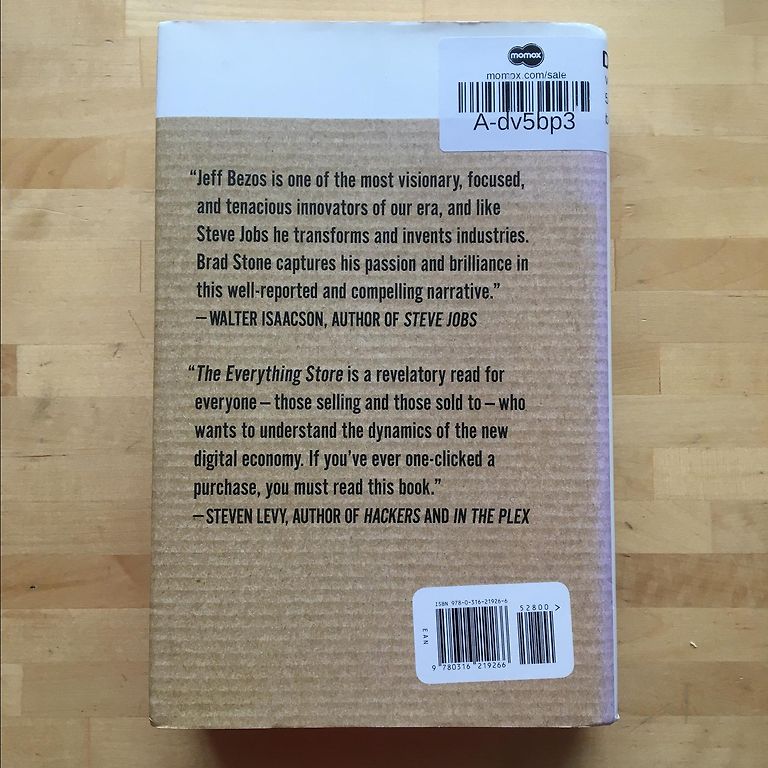 momox
momox.com/sale
A-dv5bp3
“Jeff Bezos is one of the most visionary, focused,
and tenacious innovators of our era, and like
Steve Jobs he transforms and invents industries.
Brad Stone captures his passion and brilliance in
this well-reported and compelling narrative.”
—WALTER ISAACSON, AUTHOR OF STEVE JOBS
“The Everything Store is a revelatory read for
everyone – those selling and those sold to – who
wants to understand the dynamics of the new
digital economy. If you’ve ever one-clicked a
purchase, you must read this book.”
—STEVEN LEVY, AUTHOR OF HACKERS AND IN THE PLEX
ISBN 978-0-316-21926-6
52800 >
EAN
9 780316 219266